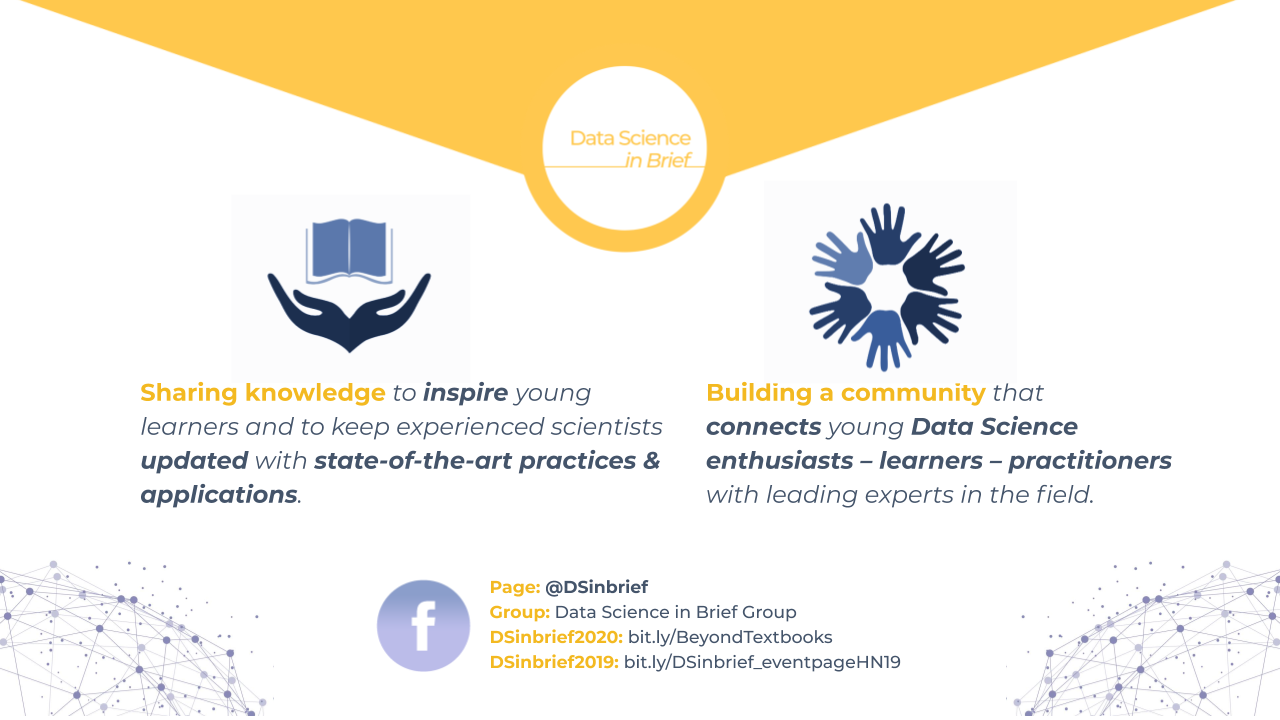 Data Science
in Brief
Sharing knowledge to inspire young
learners and to keep experienced scientists
updated with state-of-the-art practices &
applications.
Building a community that
connects young Data Science
enthusiasts – learners – practitioners
with leading experts in the field.
f
Page: @DSinbrief
Group: Data Science in Brief Group
DSinbrief2020: bit.ly/BeyondTextbooks
DSinbrief2019: bit.ly/DSinbrief_eventpageHN19